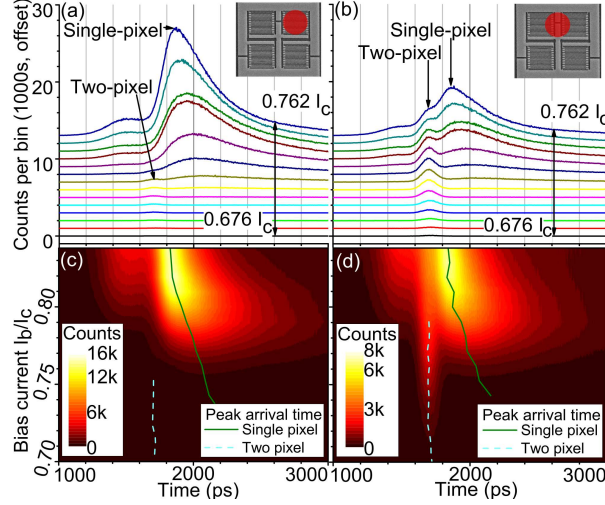 Counts per bin (1000s, offset)
30
20
10
0
(a)
Single-pixel
Two-pixel
0.762 I_c
0.676 I_c
(b)
Single-pixel
Two-pixel
0.762 I_c
0.676 I_c
Bias current I_b/I_c
0.80
0.75
0.70
(c)
Counts
16k
6k
0
Peak arrival time
Single pixel
Two pixel
1000
2000
3000
Time (ps)
(d)
Counts
8k
6k
3k
0
Peak arrival time
Single pixel
Two pixel
1000
2000
3000
Time (ps)